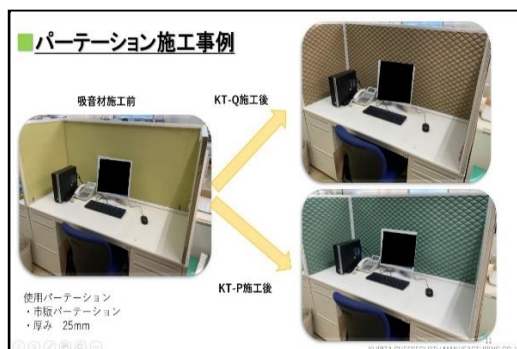 パーテーション施工事例
吸音材施工前
KT-Q施工後
KT-P施工後
使用パーテーション
・市販パーテーション
・厚み　25mm